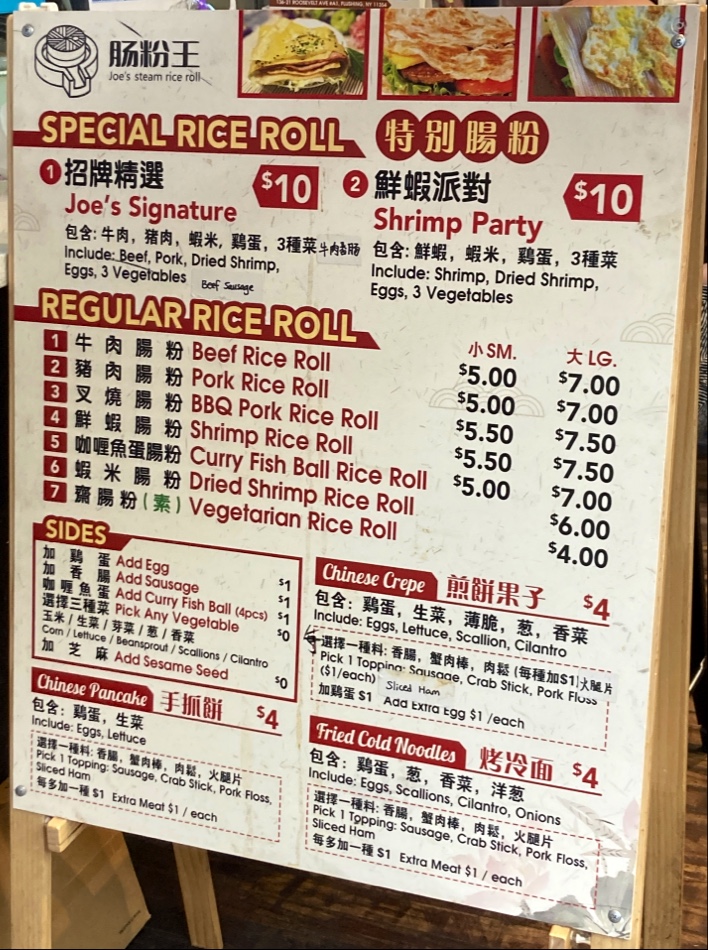 136-21 ROOSEVELT AVE #A1, FLUSHING, NY 11354
肠粉王
Joe's steam rice roll
SPECIAL RICE ROLL 特別腸粉
1 招牌精選 $10
Joe's Signature
包含: 牛肉, 豬肉, 蝦米, 鷄蛋, 3種菜 牛肉香肠
Include: Beef, Pork, Dried Shrimp,
Eggs, 3 Vegetables Beef Sausage
2 鮮蝦派對 $10
Shrimp Party
包含: 鮮蝦, 蝦米, 鷄蛋, 3種菜
Include: Shrimp, Dried Shrimp,
Eggs, 3 Vegetables
REGULAR RICE ROLL
小 SM. 大 LG.
1 牛肉腸粉 Beef Rice Roll $5.00 $7.00
2 豬肉腸粉 Pork Rice Roll $5.00 $7.00
3 叉燒腸粉 BBQ Pork Rice Roll $5.50 $7.50
4 鮮蝦腸粉 Shrimp Rice Roll $5.50 $7.50
5 咖喱魚蛋腸粉 Curry Fish Ball Rice Roll $5.00 $7.00
6 蝦米腸粉 Dried Shrimp Rice Roll $6.00
7 齋腸粉(素) Vegetarian Rice Roll $4.00
SIDES
加鷄蛋 Add Egg $1
加香腸 Add Sausage $1
咖喱魚蛋 Add Curry Fish Ball (4pcs) $1
選擇三種菜 Pick Any Vegetable $0
玉米/生菜/芽菜/葱/香菜
Corn / Lettuce / Beansprout / Scallions / Cilantro
加芝麻 Add Sesame Seed $0
Chinese Pancake 手抓餅 $4
包含: 鷄蛋, 生菜
Include: Eggs, Lettuce
選擇一種料: 香腸, 蟹肉棒, 肉鬆, 火腿片
Pick 1 Topping: Sausage, Crab Stick, Pork Floss,
Sliced Ham
每多加一種 $1 Extra Meat $1 / each
Chinese Crepe 煎餅果子 $4
包含: 鷄蛋, 生菜, 薄脆, 葱, 香菜
Include: Eggs, Lettuce, Scallion, Cilantro
選擇一種料: 香腸, 蟹肉棒, 肉鬆 (每種加$1) 火腿片
Pick 1 Topping: Sausage, Crab Stick, Pork Floss
($1/each) Sliced Ham
加鷄蛋 $1 Add Extra Egg $1 /each
Fried Cold Noodles 烤冷面 $4
包含: 鷄蛋, 葱, 香菜, 洋葱
Include: Eggs, Scallions, Cilantro, Onions
選擇一種料: 香腸, 蟹肉棒, 肉鬆, 火腿片
Pick 1 Topping: Sausage, Crab Stick, Pork Floss,
Sliced Ham
每多加一種 $1 Extra Meat $1 / each